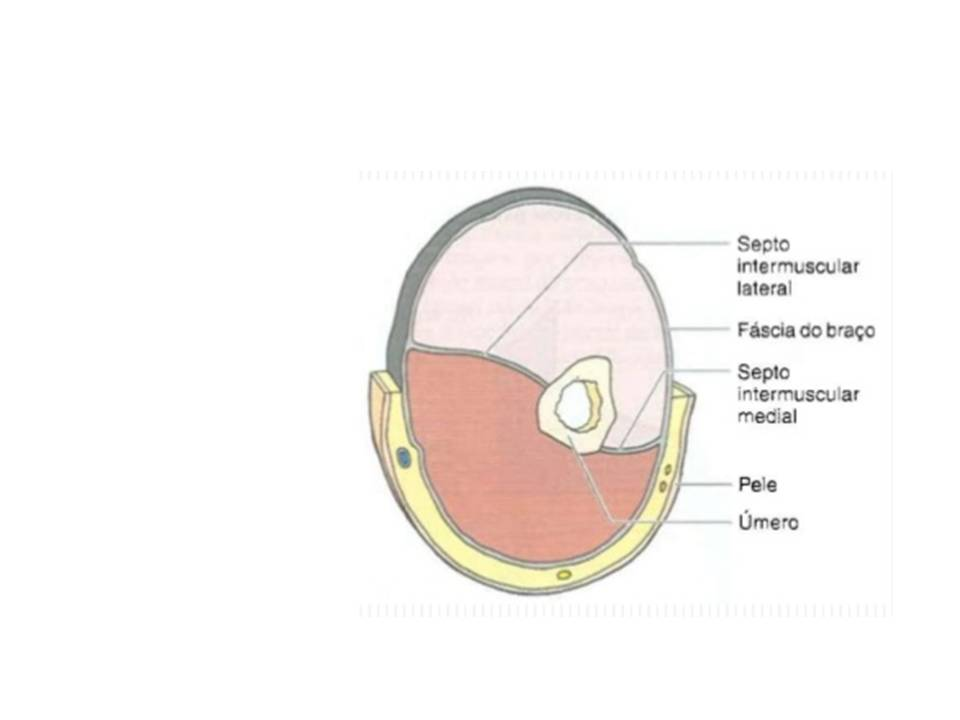 Septo
intermuscular
lateral
Fáscia do braço
Septo
intermuscular
medial
Pele
Úmero